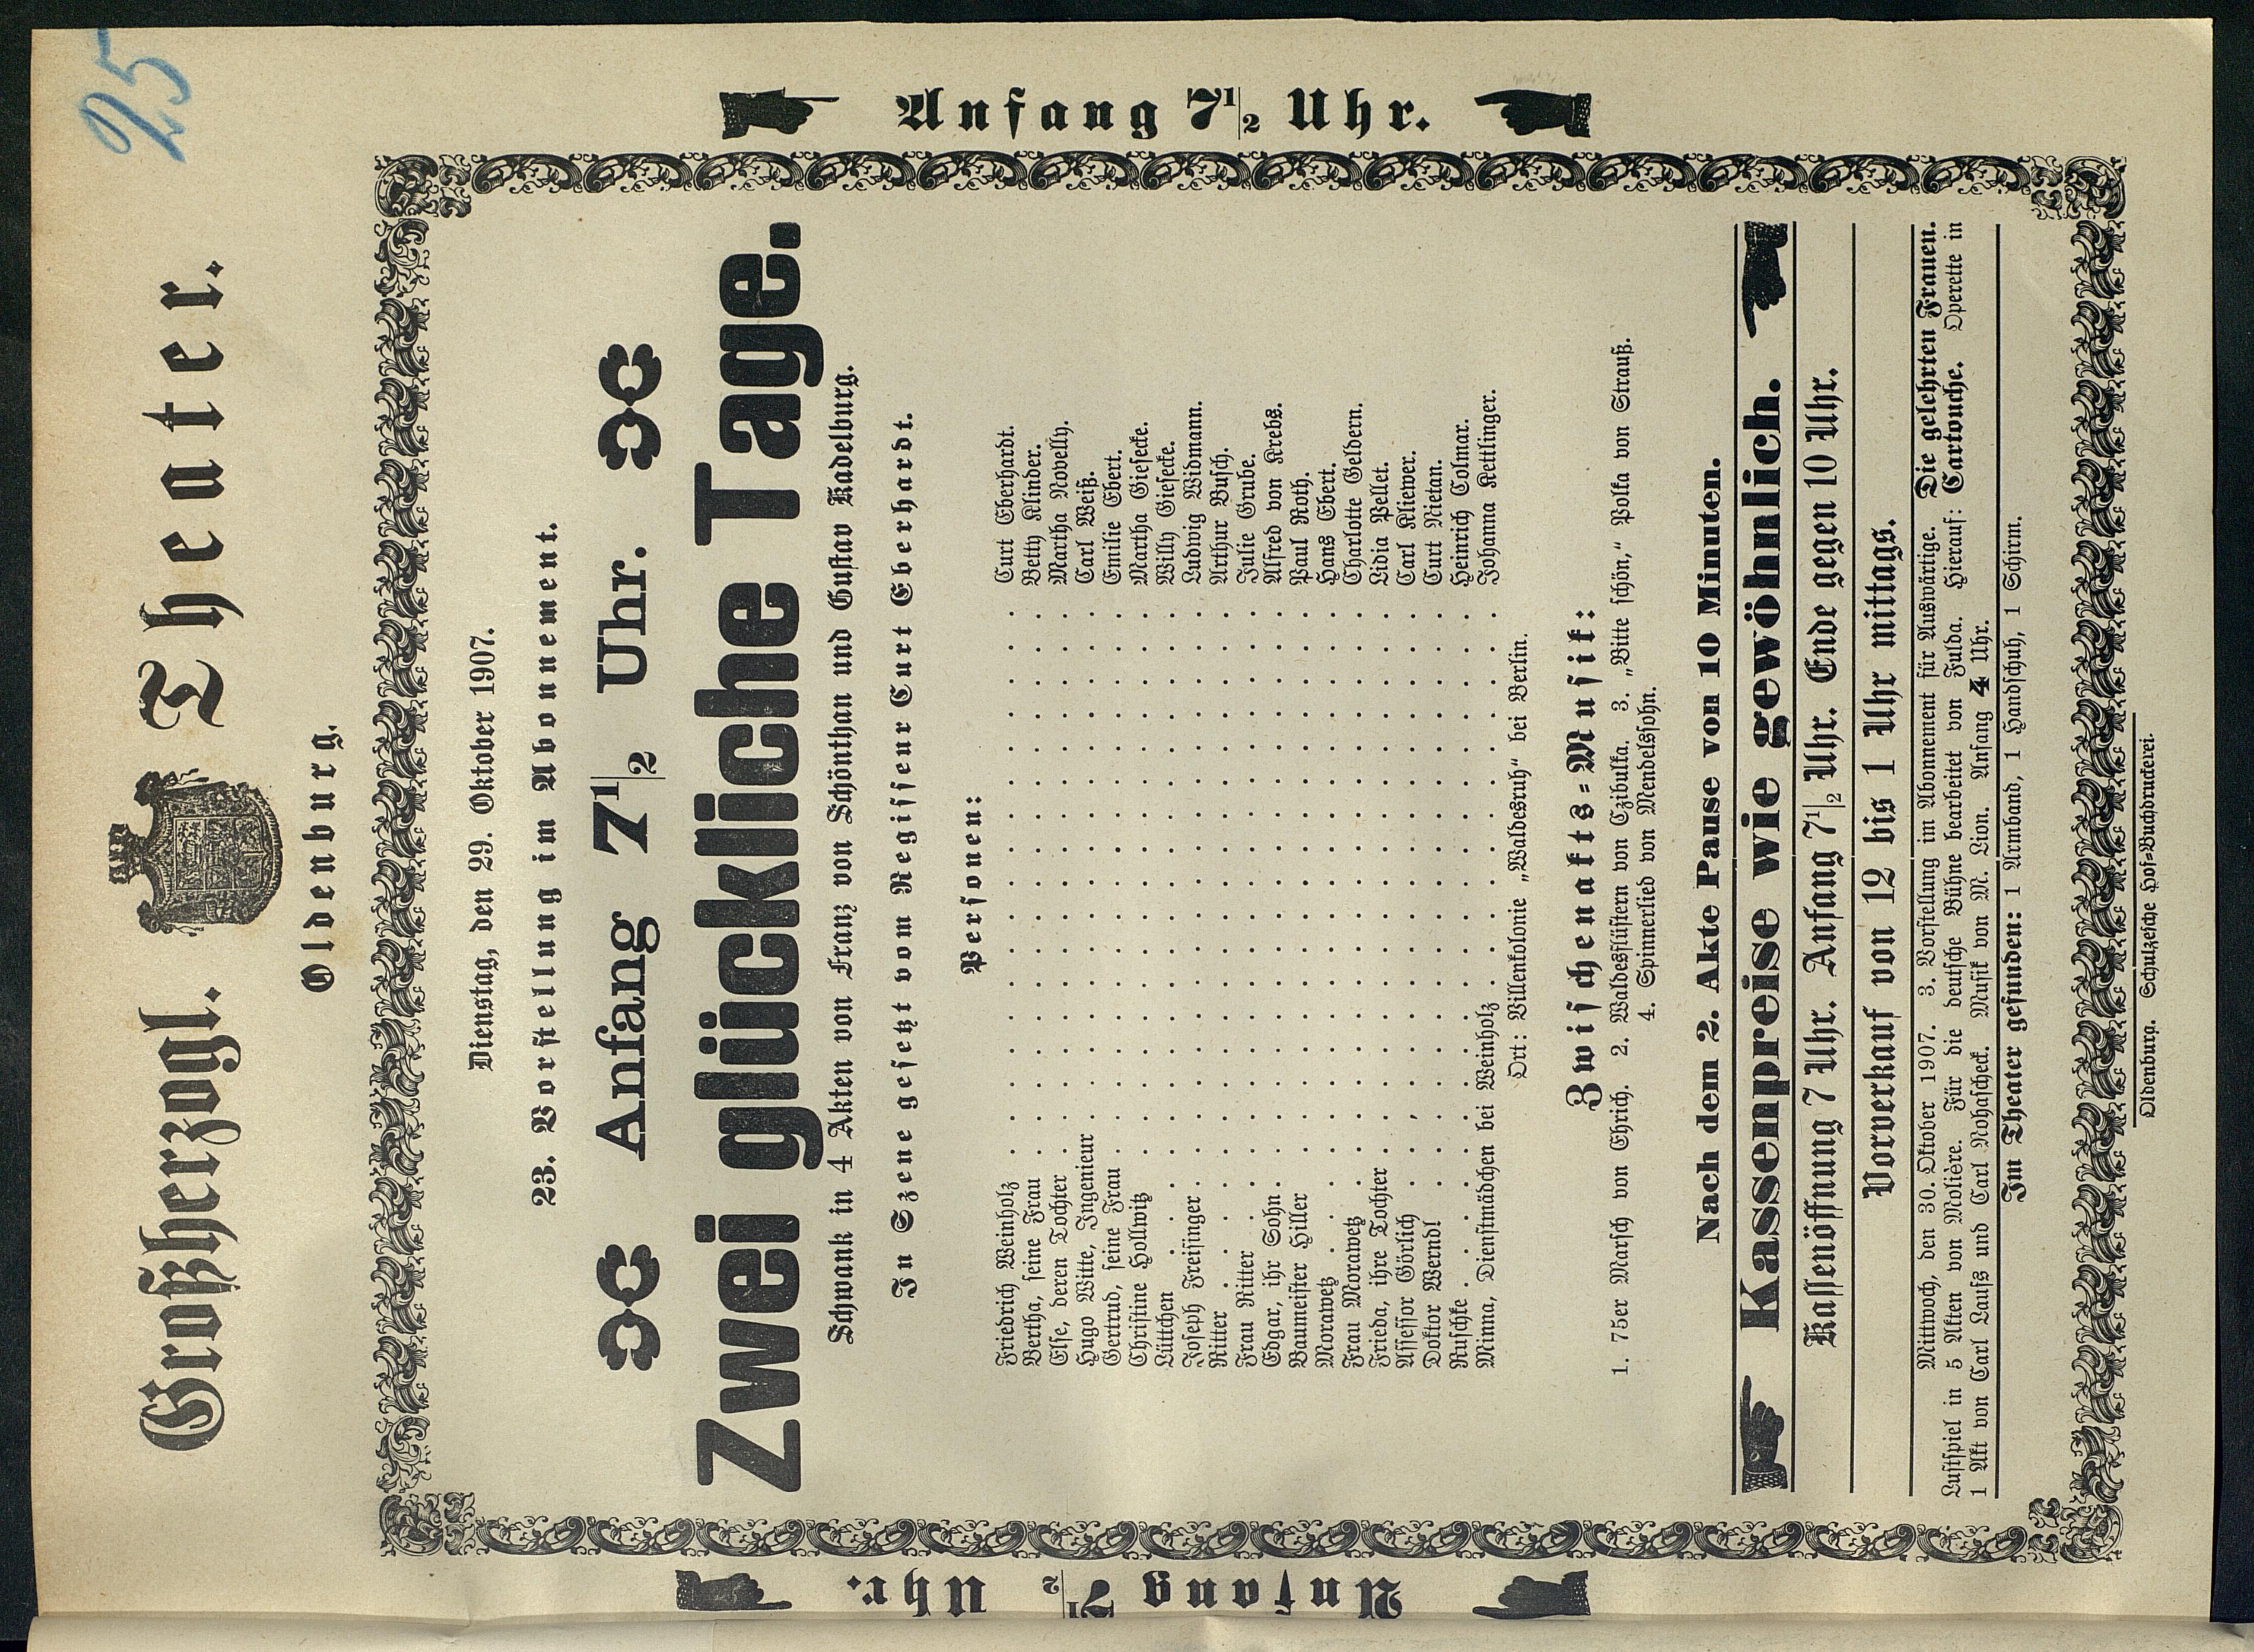 25
Großherzogl. Theater.
Oldenburg.
Anfang 7 1/2 Uhr.
Anfang 7 1/2 Uhr.
Dienstag, den 29. Oktober 1907.
23. Vorstellung im Abonnement.
Anfang 7 1/2 Uhr.
Zwei glückliche Tage.
Schwank in 4 Akten von Franz von Schönthan und Gustav Kadelburg.
In Szene gesetzt vom Regisseur Curt Eberhardt.
Personen:
Friedrich Weinholz . . . Curt Eberhardt.
Bertha, seine Frau . . . Betty Klinder.
Else, deren Tochter . . . Martha Novelly.
Hugo Witte, Ingenieur . . . Carl Weiß.
Gertrud, seine Frau . . . Emilie Ebert.
Christine Hollwitz . . . Martha Giesecke.
Lüttchen . . . Willy Giesecke.
Joseph Freisinger . . . Ludwig Widmann.
Ritter . . . Arthur Busch.
Frau Ritter . . . Julie Grube.
Edgar, ihr Sohn . . . Alfred von Krebs.
Baumeister Hiller . . . Paul Roth.
Morawetz . . . Hans Ebert.
Frau Morawetz . . . Charlotte Geldern.
Frieda, ihre Tochter . . . Lidia Pellet.
Assessor Görlich . . . Carl Kliewer.
Doktor Werndl . . . Curt Nietan.
Ruschke . . . Heinrich Colmar.
Minna, Dienstmädchen bei Weinholz . . . Johanna Kettlinger.
Ort: Villenkolonie „Waldesruh" bei Berlin.
Zwischenakts-Musik:
1. 75er Marsch von Ehrich. 2. Waldesflüstern von Czibulka. 3. „Bitte schön," Polka von Strauß.
4. Spinnerlied von Mendelssohn.
Nach dem 2. Akte Pause von 10 Minuten.
Kassenpreise wie gewöhnlich.
Kassenöffnung 7 Uhr. Anfang 7 1/2 Uhr. Ende gegen 10 Uhr.
Vorverkauf von 12 bis 1 Uhr mittags.
Mittwoch, den 30. Oktober 1907. 3. Vorstellung im Abonnement für Auswärtige. Die gelehrten Frauen.
Lustspiel in 5 Akten von Molière. Für die deutsche Bühne bearbeitet von Fulda. Hierauf: Cartouche. Operette in
1 Akt von Carl Laufs und Carl Nohascheck. Musik von M. Lion. Anfang 4 Uhr.
Im Theater gefunden: 1 Armband, 1 Handschuh, 1 Schirm.
Oldenburg. Schulzesche Hof-Buchdruckerei.